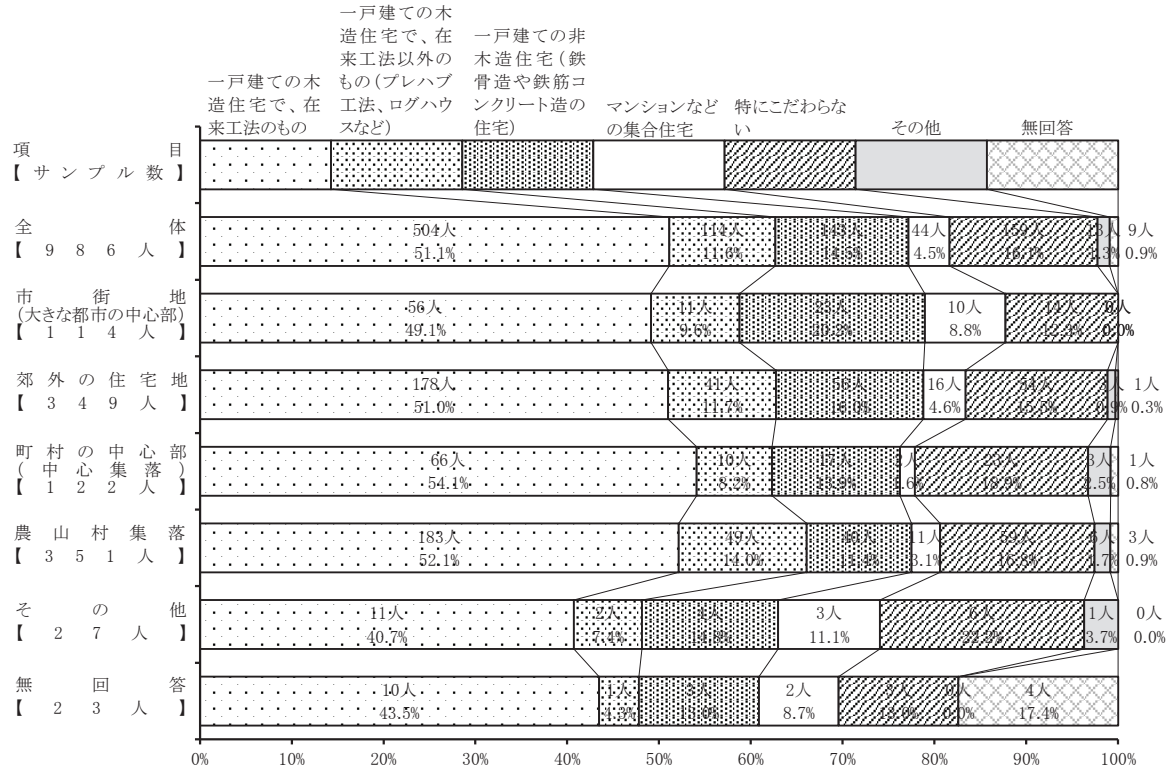 一戸建ての木
造住宅で、在
来工法のもの
一戸建ての木
造住宅で、在
来工法以外の
もの(プレハブ
工法、ログハウ
スなど)
一戸建ての非
木造住宅(鉄
骨造や鉄筋コ
ンクリート造の
住宅)
マンションなど
の集合住宅
特にこだわらな
い
その他
無回答
項目
【サンプル数】
全体
【986人】
504人 114人 143人 44人 159人 13人 9人
51.1% 11.6% 14.5% 4.5% 16.1% 1.3% 0.9%
市街地
(大きな都市の中心部)
【114人】
56人 11人 23人 10人 14人 0人
49.1% 9.6% 20.2% 8.8% 12.3% 0.0%
郊外の住宅地
【349人】
178人 41人 56人 16人 54人 3人 1人
51.0% 11.7% 16.0% 4.6% 15.5% 0.9% 0.3%
町村の中心部
(中心集落)
【122人】
66人 10人 17人 2人 23人 3人 1人
54.1% 8.2% 13.9% 1.6% 18.9% 2.5% 0.8%
農山村集落
【351人】
183人 49人 40人 11人 59人 6人 3人
52.1% 14.0% 11.4% 3.1% 16.8% 1.7% 0.9%
その他
【27人】
11人 2人 4人 3人 6人 1人 0人
40.7% 7.4% 14.8% 11.1% 22.2% 3.7% 0.0%
無回答
【23人】
10人 1人 3人 2人 3人 0人 4人
43.5% 4.3% 13.0% 8.7% 13.0% 0.0% 17.4%
0% 10% 20% 30% 40% 50% 60% 70% 80% 90% 100%